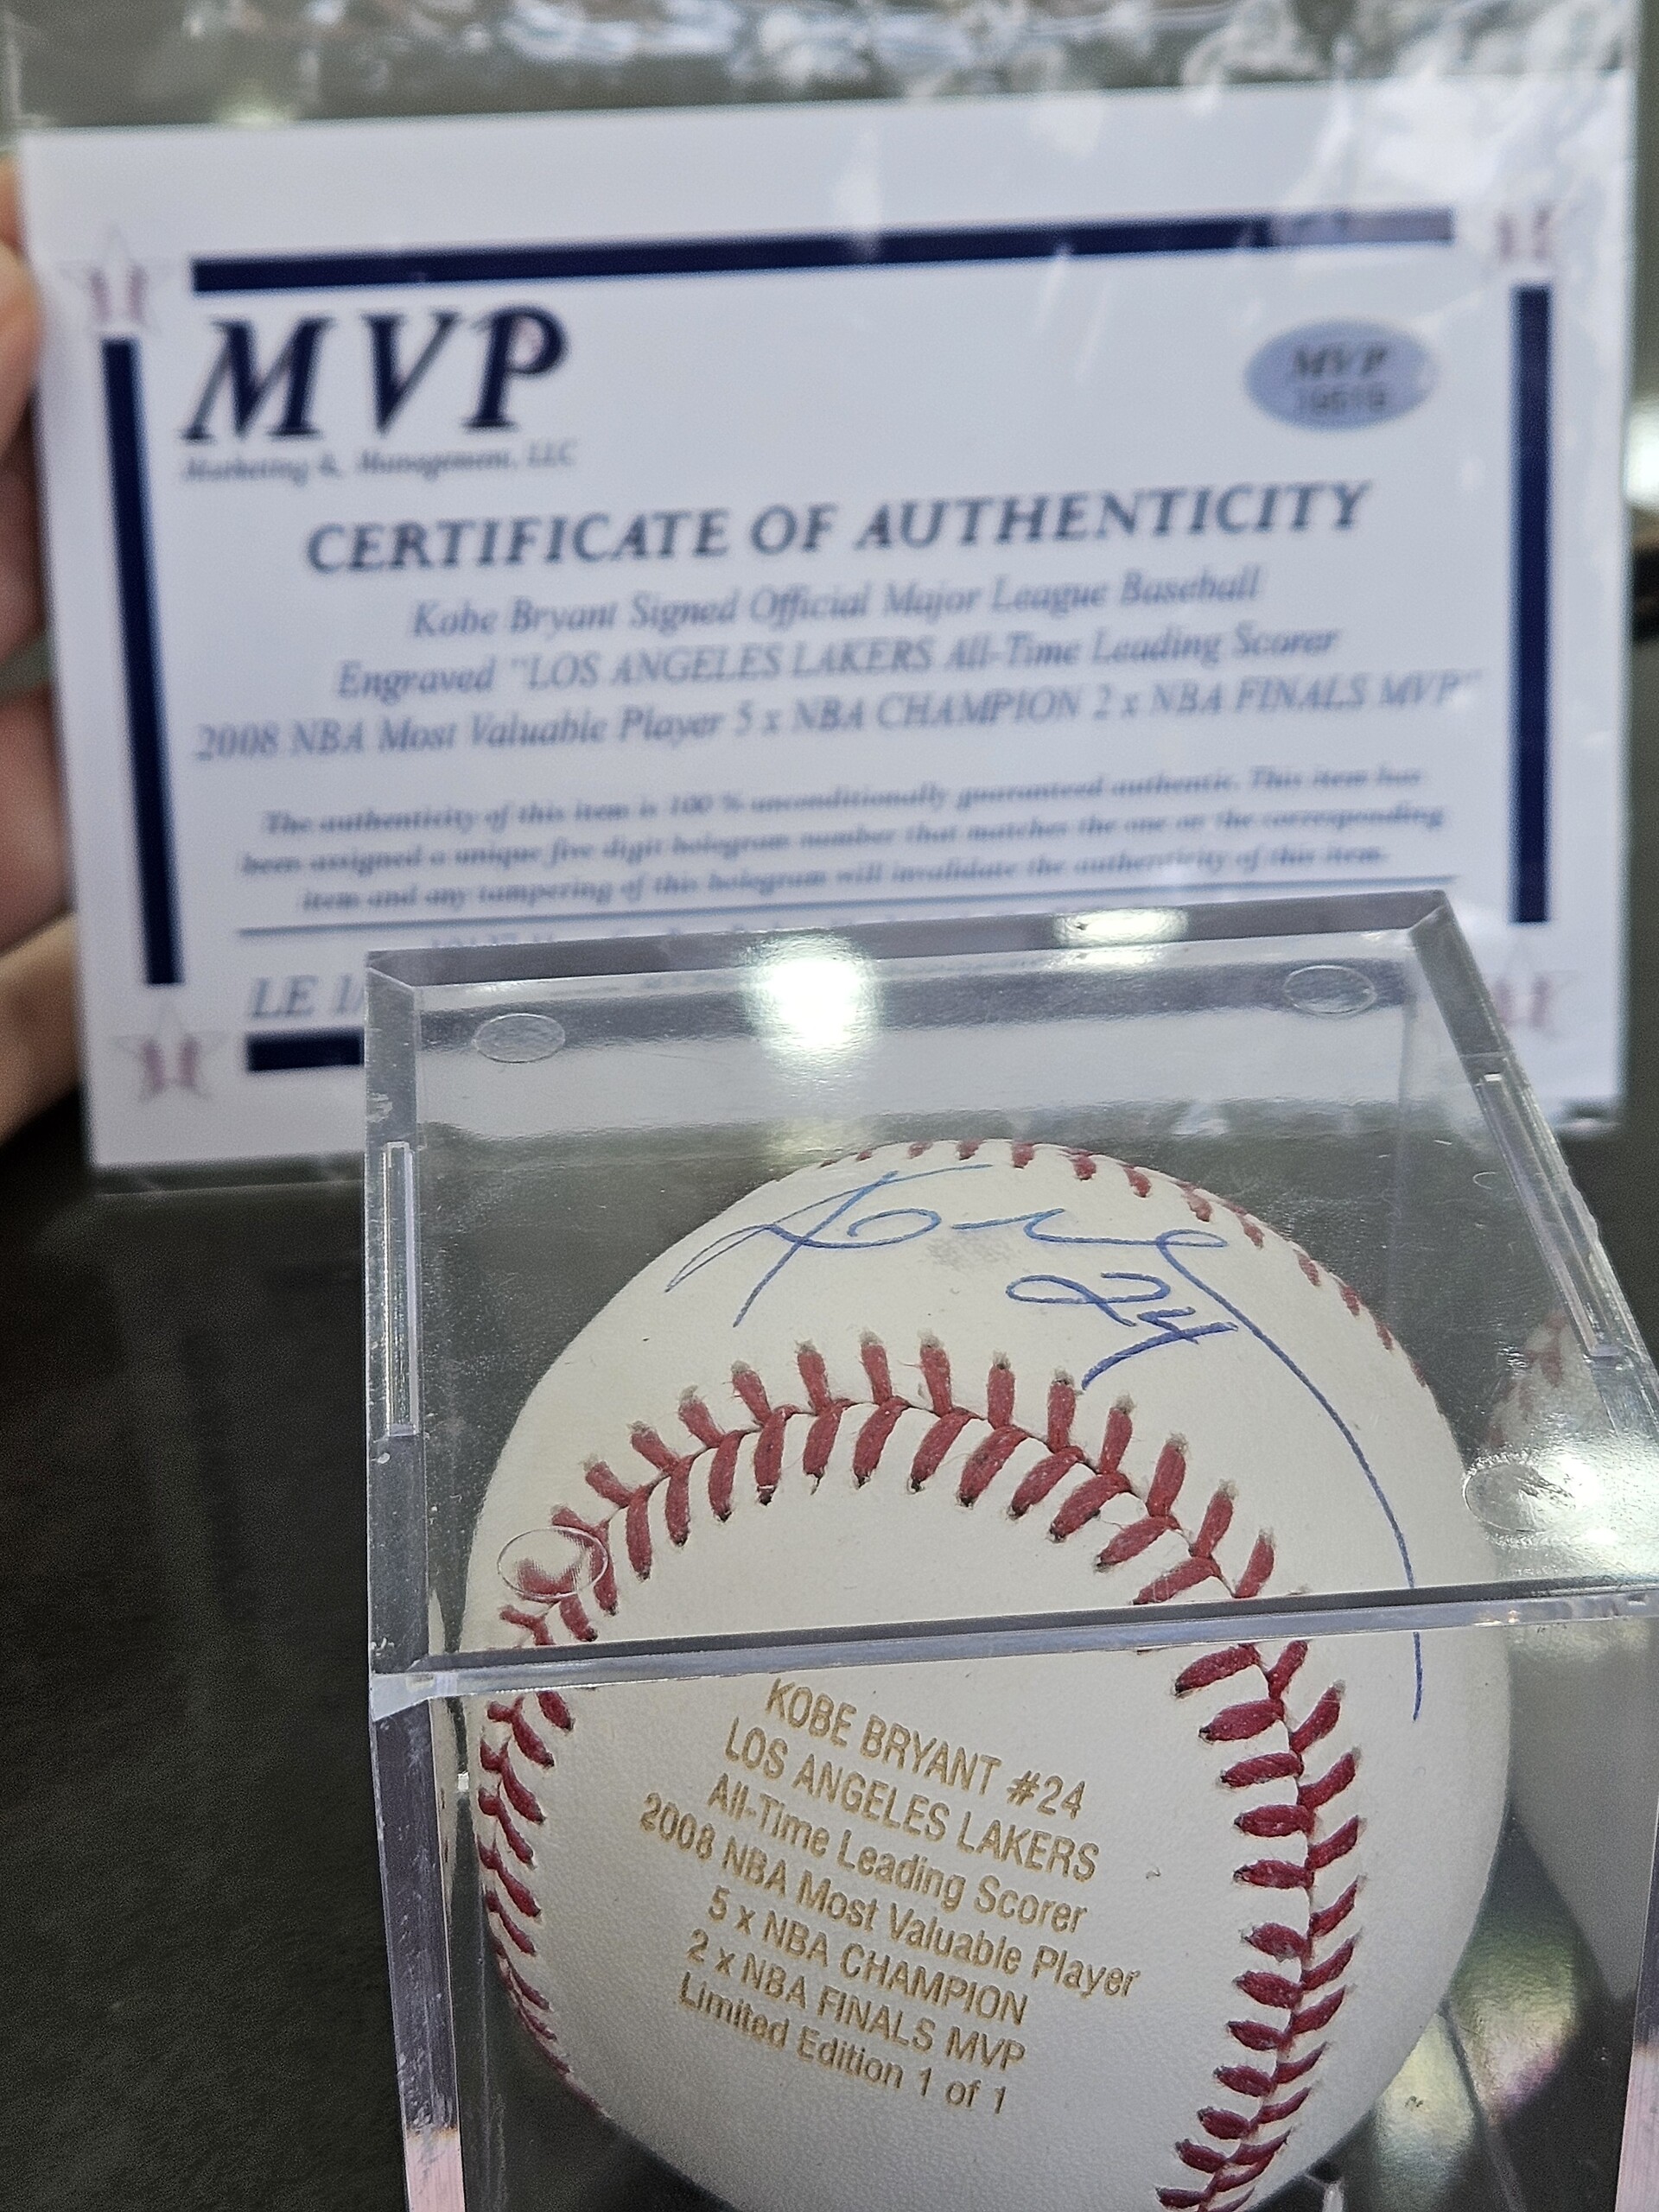 MVP
Marketing & Management, LLC
MVP
CERTIFICATE OF AUTHENTICITY
Kobe Bryant Signed Official Major League Baseball
Engraved "LOS ANGELES LAKERS All-Time Leading Scorer
2008 NBA Most Valuable Player 5 x NBA CHAMPION 2 x NBA FINALS MVP"
The authenticity of this item is 100 % unconditionally guaranteed authentic. This item has
been assigned a unique five digit hologram number that matches the one on the corresponding
item and any tampering of this hologram will invalidate the authenticity of this item.
LE 1/
24
KOBE BRYANT #24
LOS ANGELES LAKERS
All-Time Leading Scorer
2008 NBA Most Valuable Player
5 x NBA CHAMPION
2 x NBA FINALS MVP
Limited Edition 1 of 1